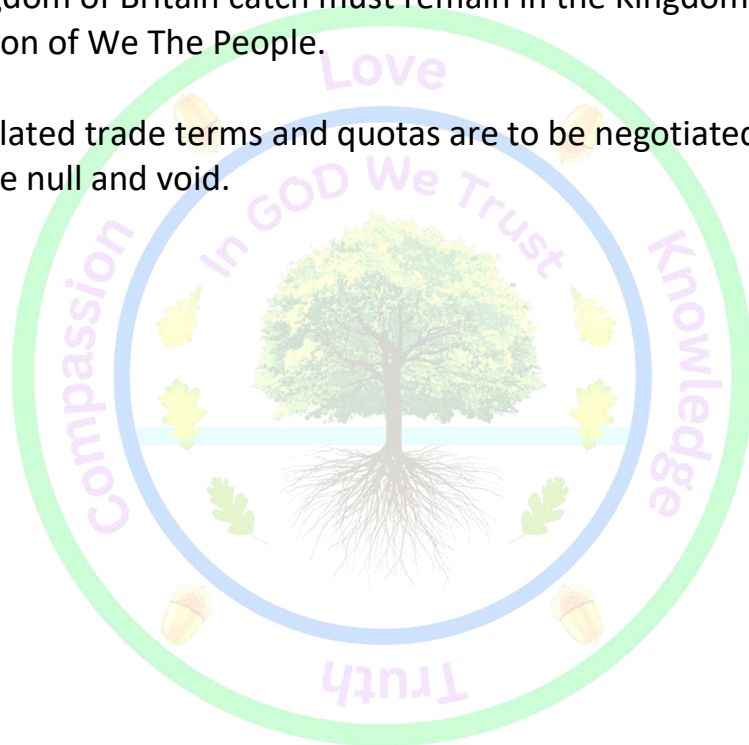 gdom of Britain catch must remain in the Kingdom
on of We The People.
lated trade terms and quotas are to be negotiated
e null and void.
Love
In GOD We Trust
Compassion
Knowledge
Truth